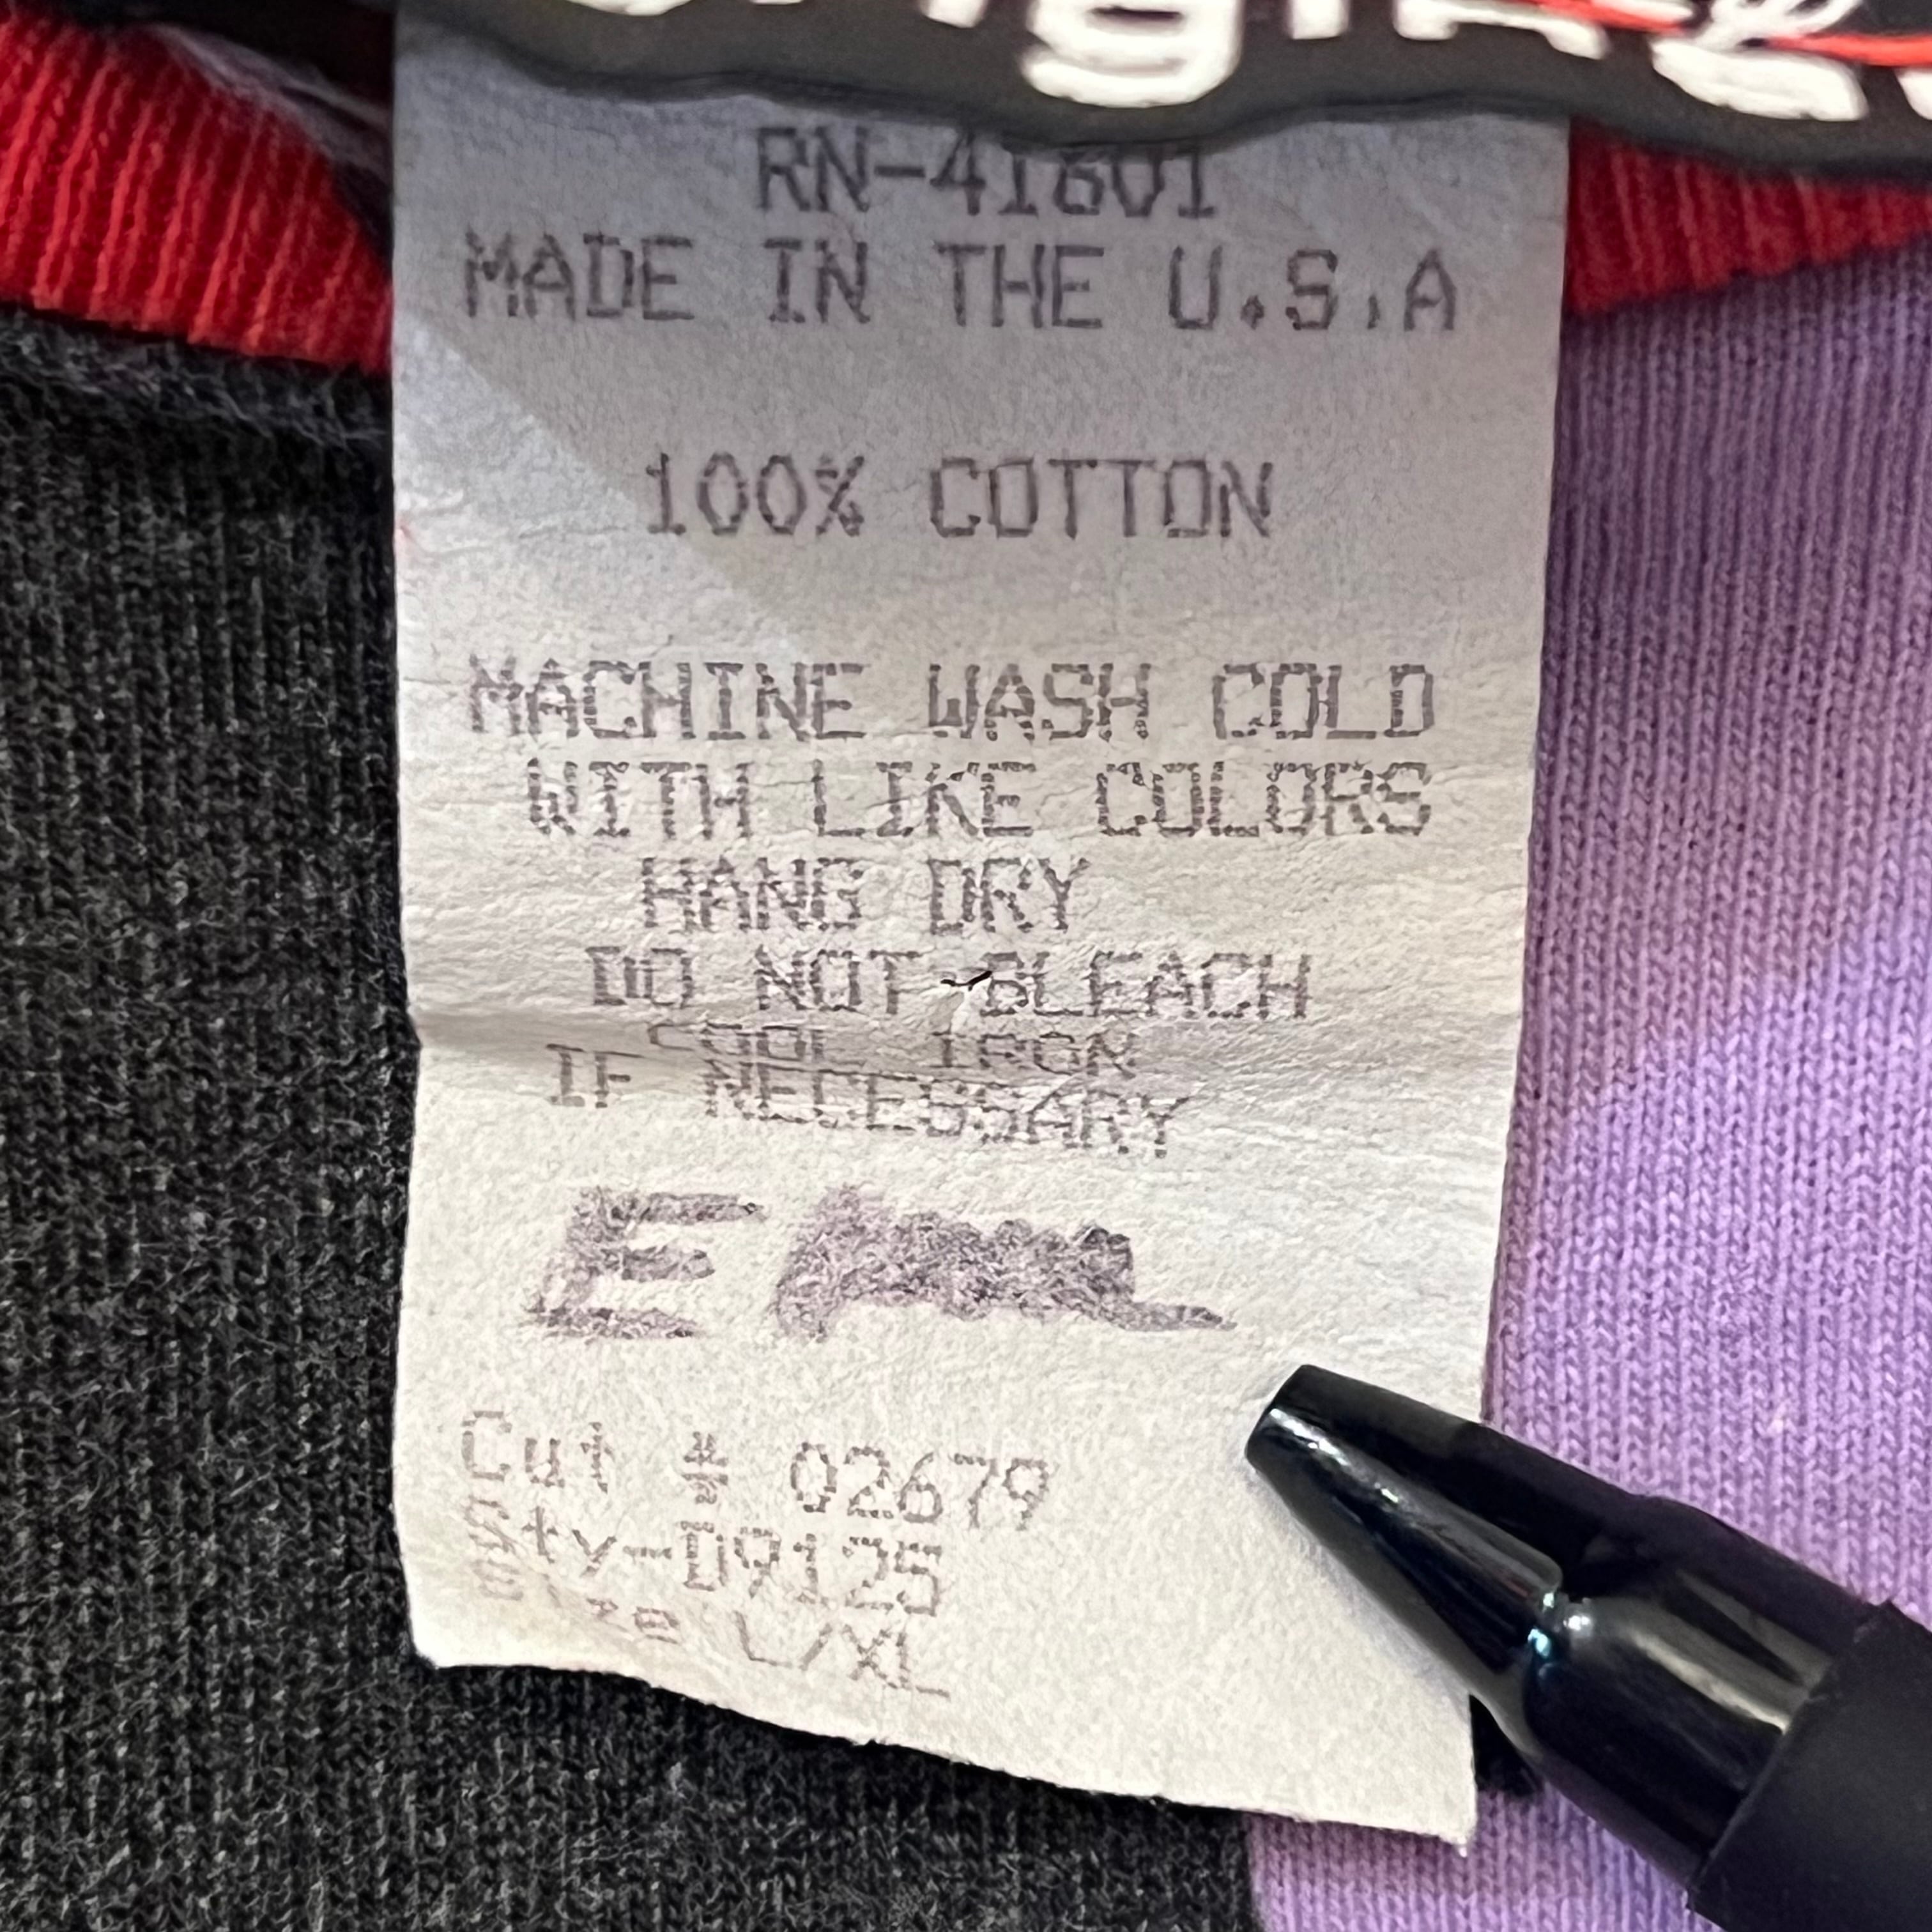 RN-41801
MADE IN THE U.S.A
100% COTTON
MACHINE WASH COLD
WITH LIKE COLORS
HANG DRY
DO NOT BLEACH
COOL IRON
IF NECESSARY
Cut # 02679
Sty-D9125
Size L/XL